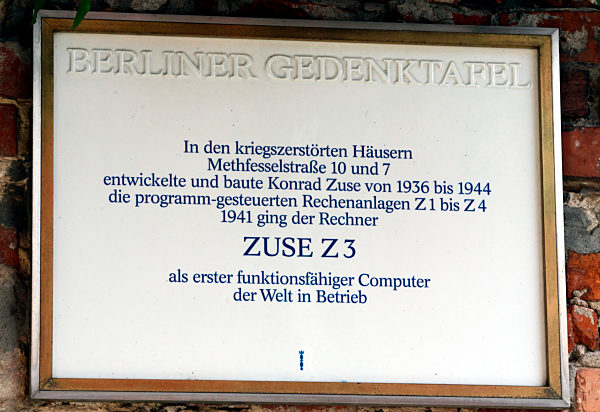 BERLINER GEDENKTAFEL
In den kriegszerstörten Häusern
Methfesselstraße 10 und 7
entwickelte und baute Konrad Zuse von 1936 bis 1944
die programm-gesteuerten Rechenanlagen Z 1 bis Z 4
1941 ging der Rechner
ZUSE Z 3
als erster funktionsfähiger Computer
der Welt in Betrieb